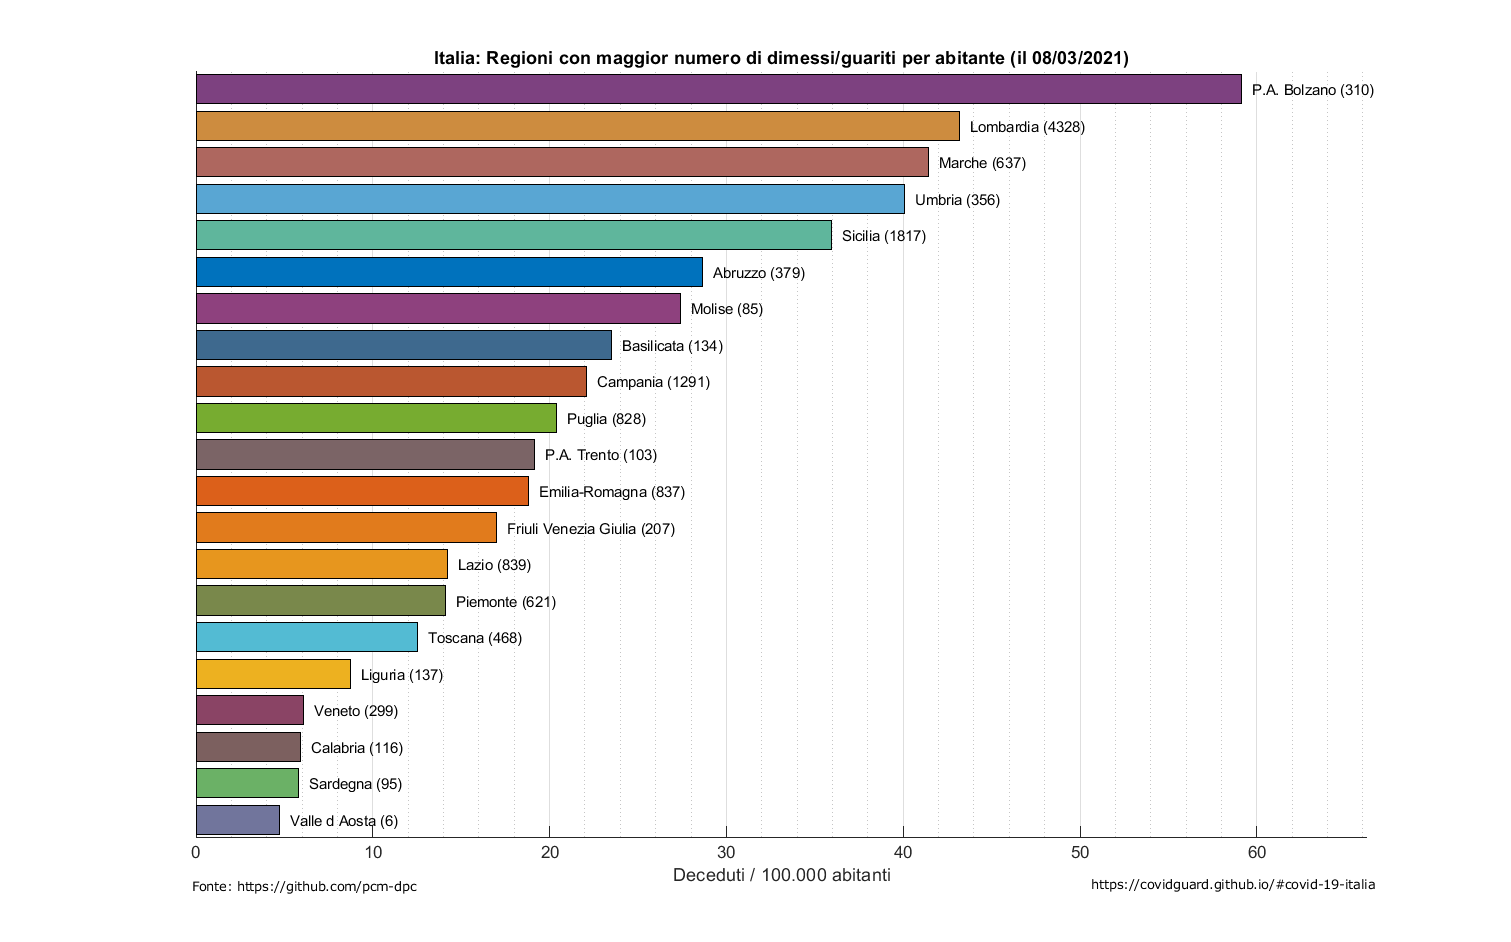 Italia: Regioni con maggior numero di dimessi/guariti per abitante (il 08/03/2021)
P.A. Bolzano (310)
Lombardia (4328)
Marche (637)
Umbria (356)
Sicilia (1817)
Abruzzo (379)
Molise (85)
Basilicata (134)
Campania (1291)
Puglia (828)
P.A. Trento (103)
Emilia-Romagna (837)
Friuli Venezia Giulia (207)
Lazio (839)
Piemonte (621)
Toscana (468)
Liguria (137)
Veneto (299)
Calabria (116)
Sardegna (95)
Valle d Aosta (6)
0 10 20 30 40 50 60
Deceduti / 100.000 abitanti
Fonte: https://github.com/pcm-dpc
https://covidguard.github.io/#covid-19-italia